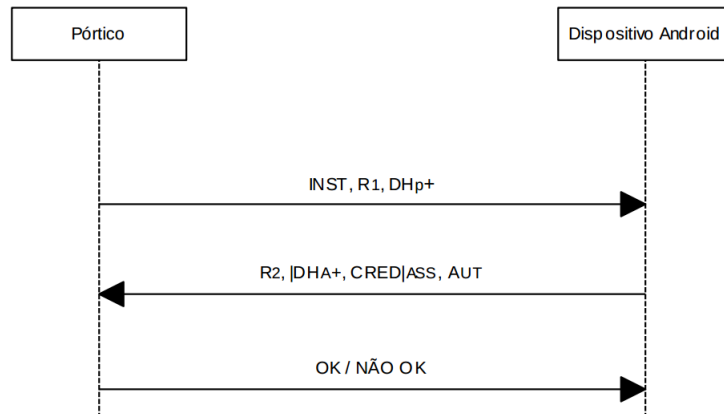 Pórtico
Dispositivo Android
INST, R1, DHp+
R2, |DHA+, CRED|ASS, AUT
OK / NÃO OK